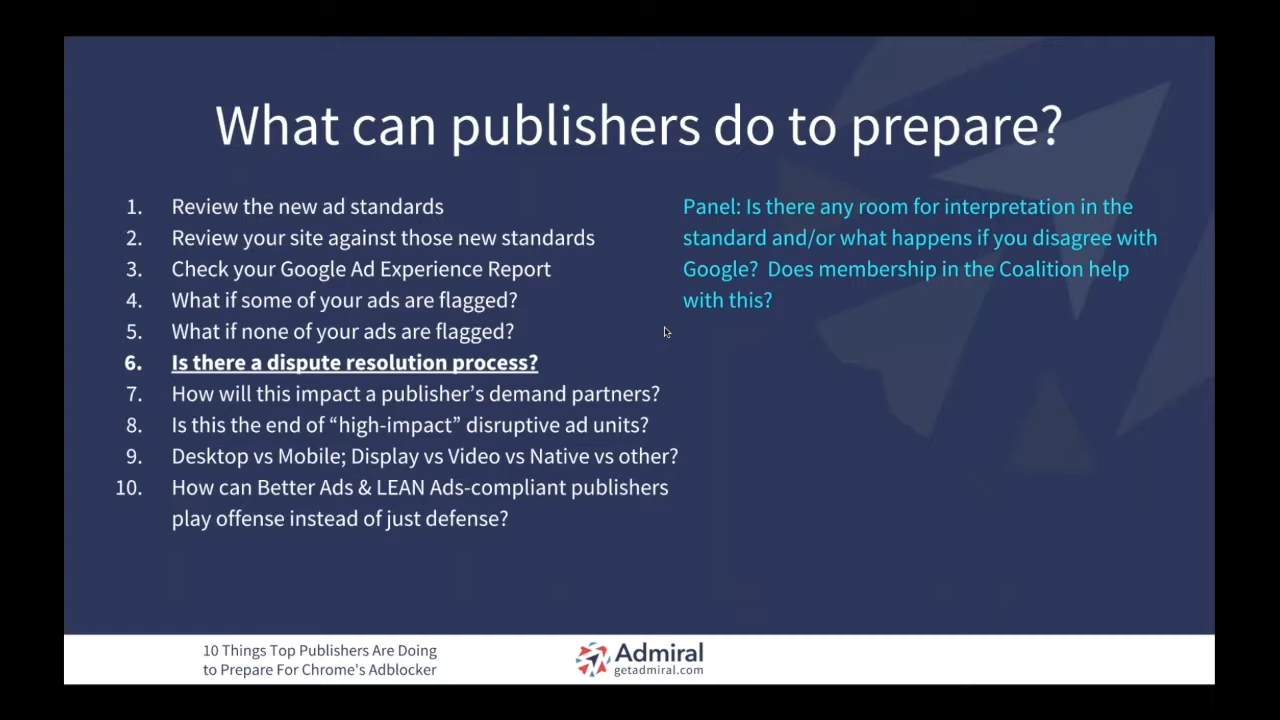 What can publishers do to prepare?
1. Review the new ad standards
2. Review your site against those new standards
3. Check your Google Ad Experience Report
4. What if some of your ads are flagged?
5. What if none of your ads are flagged?
6. Is there a dispute resolution process?
7. How will this impact a publisher’s demand partners?
8. Is this the end of “high-impact” disruptive ad units?
9. Desktop vs Mobile; Display vs Video vs Native vs other?
10. How can Better Ads & LEAN Ads-compliant publishers
play offense instead of just defense?
Panel: Is there any room for interpretation in the
standard and/or what happens if you disagree with
Google?  Does membership in the Coalition help
with this?
10 Things Top Publishers Are Doing
to Prepare For Chrome's Adblocker
Admiral
getadmiral.com